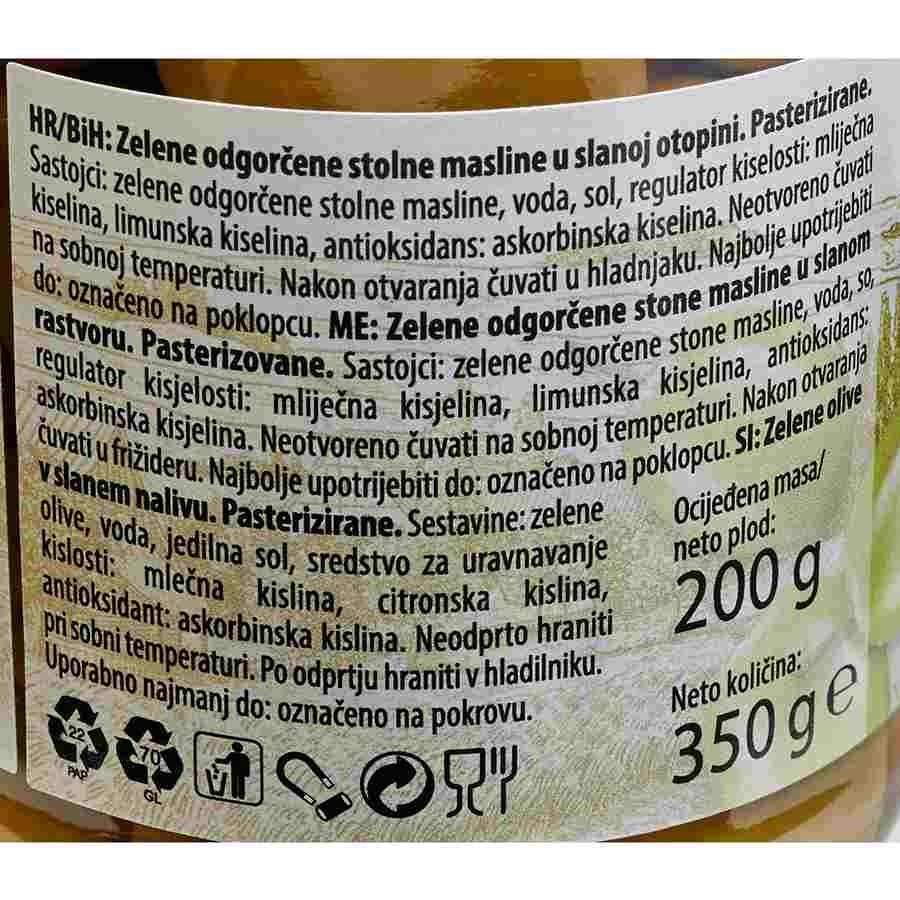 HR/BiH: Zelene odgorčene stolne masline u slanoj otopini. Pasterizirane.
Sastojci: zelene odgorčene stolne masline, voda, sol, regulator kiselosti: mliječna
kiselina, limunska kiselina, antioksidans: askorbinska kiselina. Neotvoreno čuvati
na sobnoj temperaturi. Nakon otvaranja čuvati u hladnjaku. Najbolje upotrijebiti
do: označeno na poklopcu. ME: Zelene odgorčene stone masline u slanom
rastvoru. Pasterizovane. Sastojci: zelene odgorčene stone masline, voda, so,
regulator kisjelosti: mliječna kisjelina, limunska kisjelina, antioksidans:
askorbinska kisjelina. Neotvoreno čuvati na sobnoj temperaturi. Nakon otvaranja
čuvati u frižideru. Najbolje upotrijebiti do: označeno na poklopcu. SI: Zelene olive
v slanem nalivu. Pasterizirane. Sestavine: zelene
olive, voda, jedilna sol, sredstvo za uravnavanje
kislosti: mlečna kislina, citronska kislina,
antioksidant: askorbinska kislina. Neodprto hraniti
pri sobni temperaturi. Po odprtju hraniti v hladilniku.
Uporabno najmanj do: označeno na pokrovu.
Ocijeđena masa/
neto plod:
200 g
Neto količina:
350 g e
22
PAP
70
GL